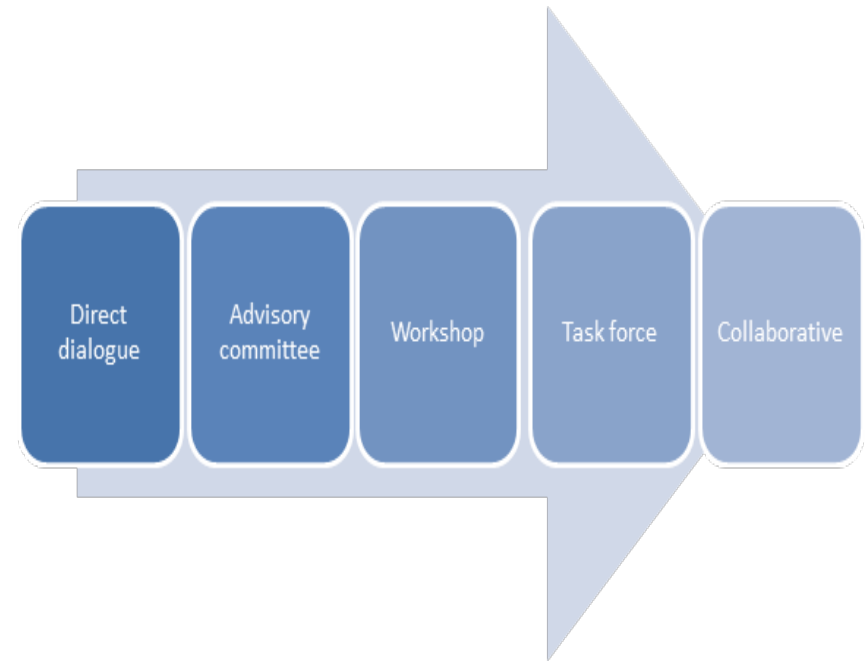 Direct
dialogue
Advisory
committee
Workshop
Task force
Collaborative